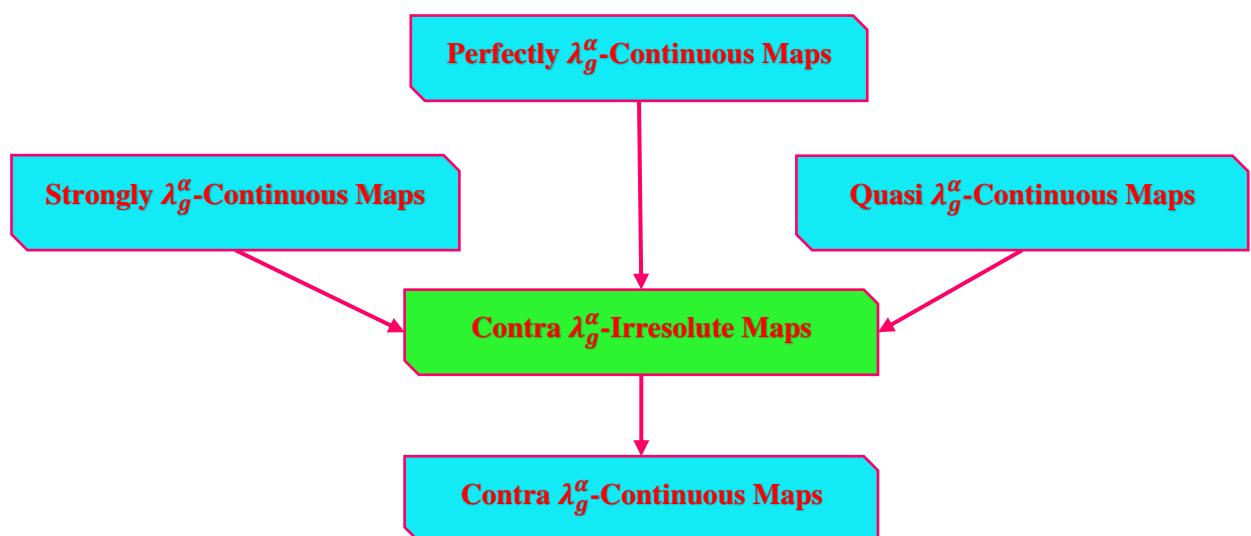 Perfectly λ_g^α-Continuous Maps
Strongly λ_g^α-Continuous Maps
Quasi λ_g^α-Continuous Maps
Contra λ_g^α-Irresolute Maps
Contra λ_g^α-Continuous Maps